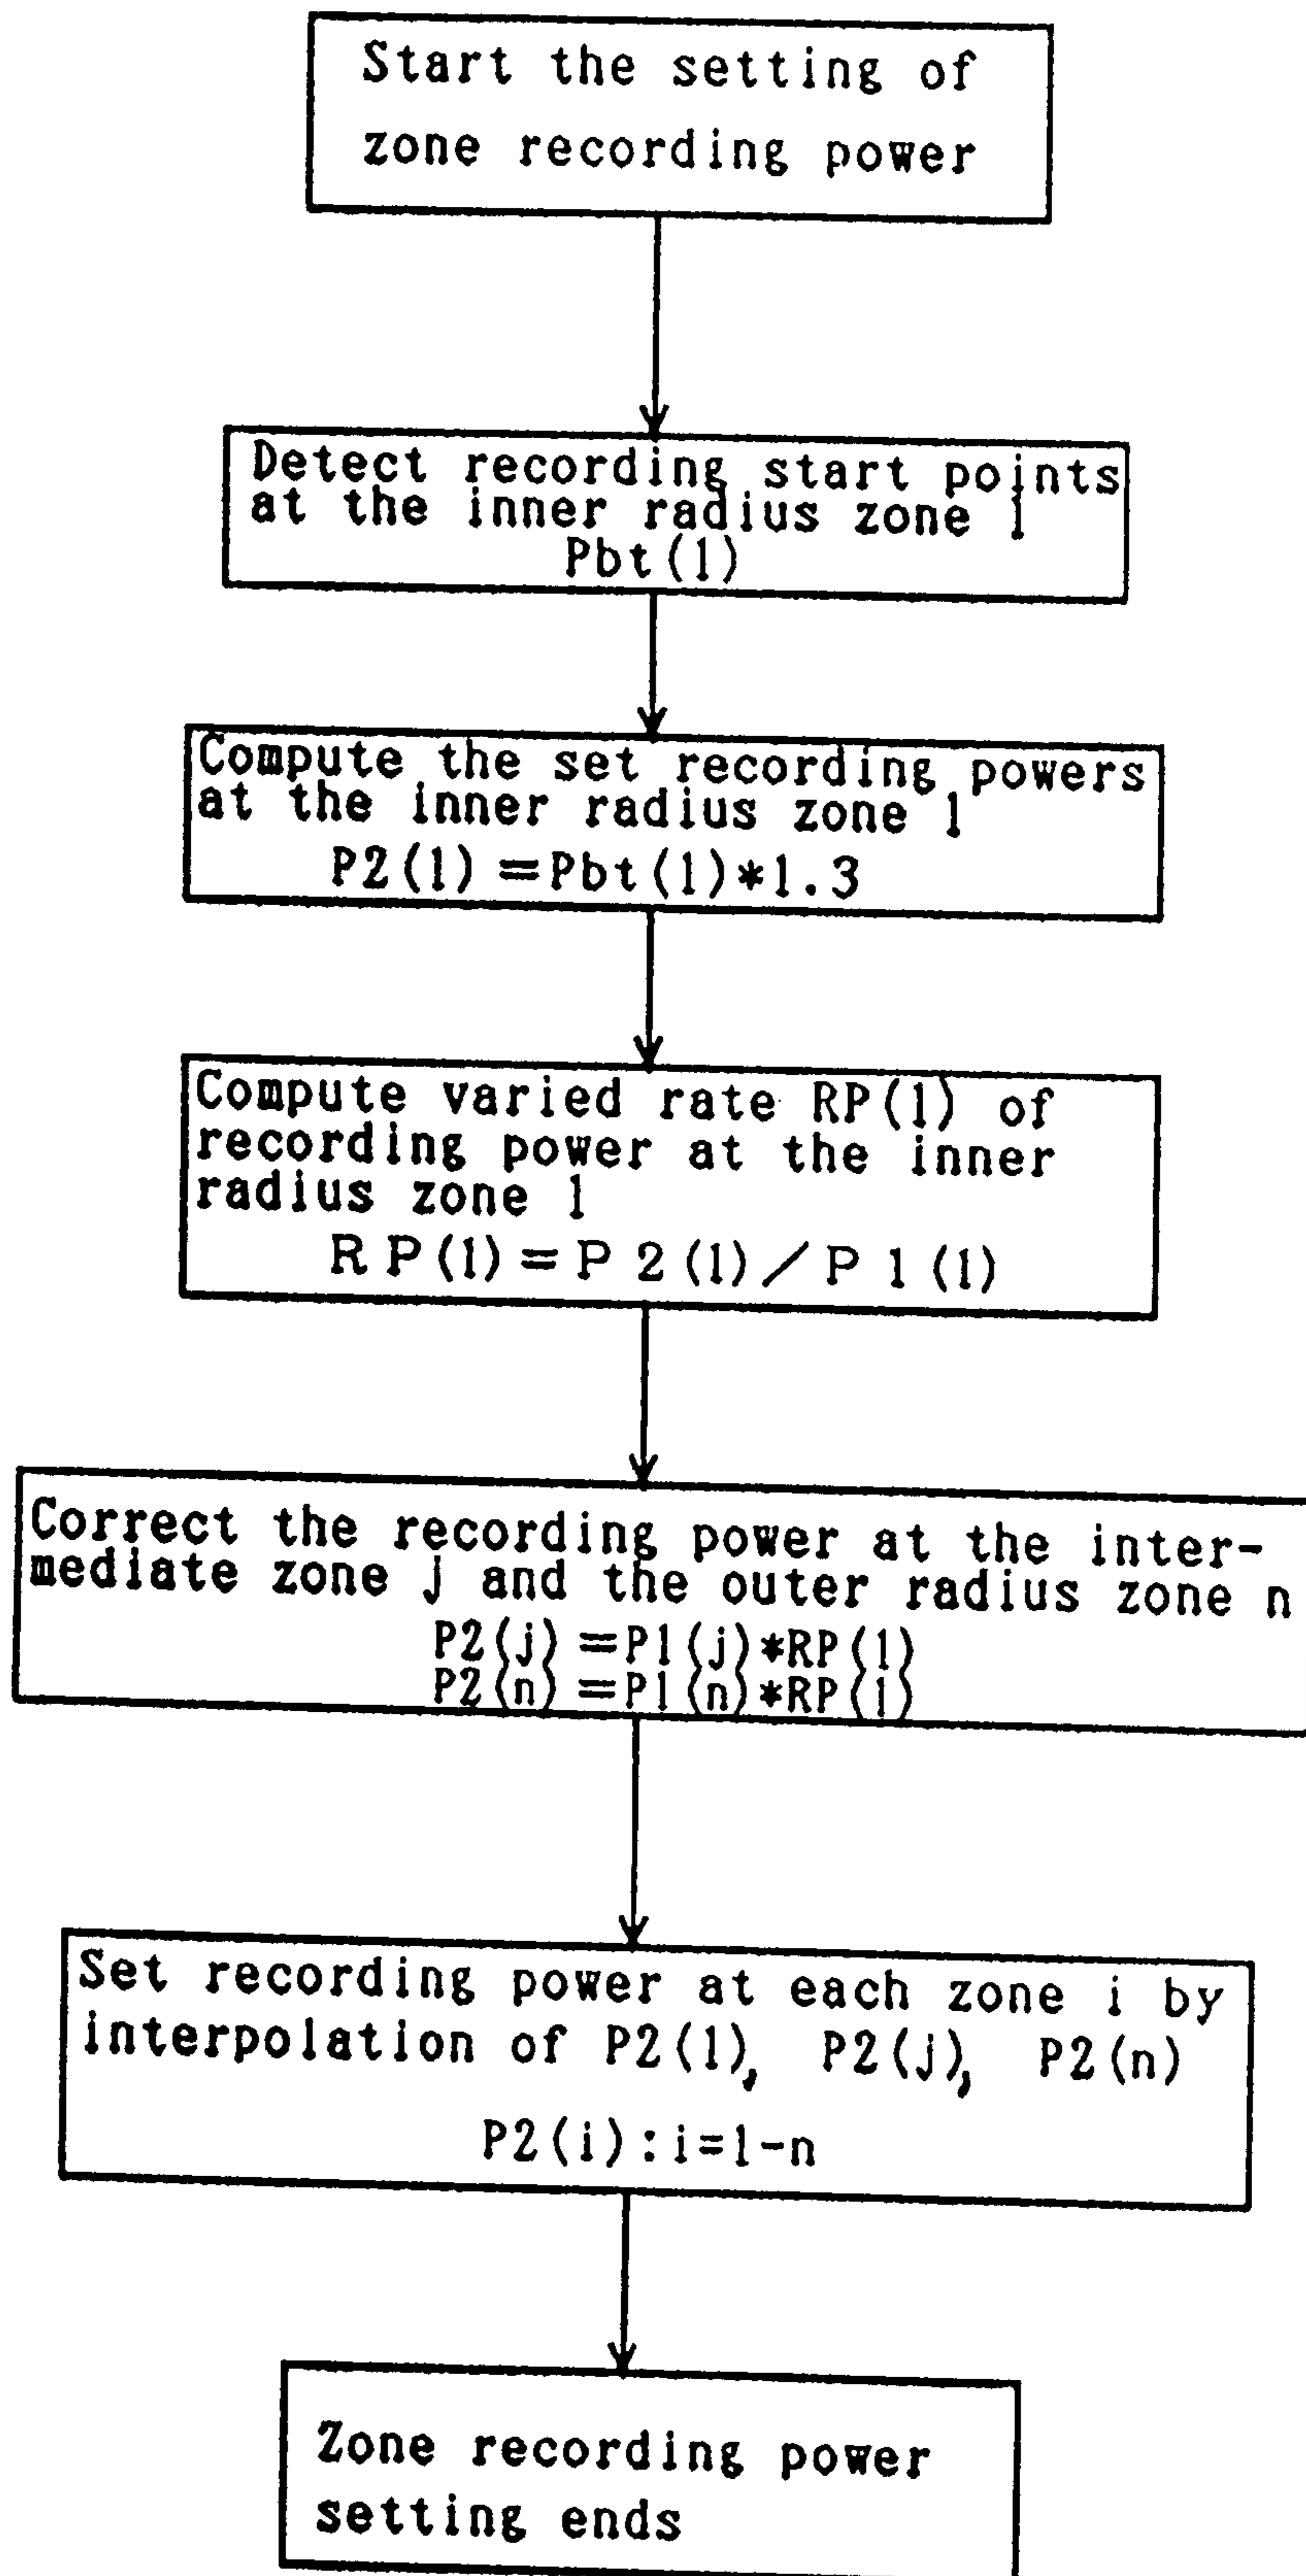 Start the setting of
zone recording power
Detect recording start points
at the inner radius zone 1
Pbt(1)
Compute the set recording powers
at the inner radius zone 1
P2(1)=Pbt(1)*1.3
Compute varied rate RP(1) of
recording power at the inner
radius zone 1
RP(1)=P2(1)/P1(1)
Correct the recording power at the inter-
mediate zone j and the outer radius zone n
P2(j)=P1(j)*RP(1)
P2(n)=P1(n)*RP(1)
Set recording power at each zone i by
interpolation of P2(1), P2(j), P2(n)
P2(i):i=1-n
Zone recording power
setting ends